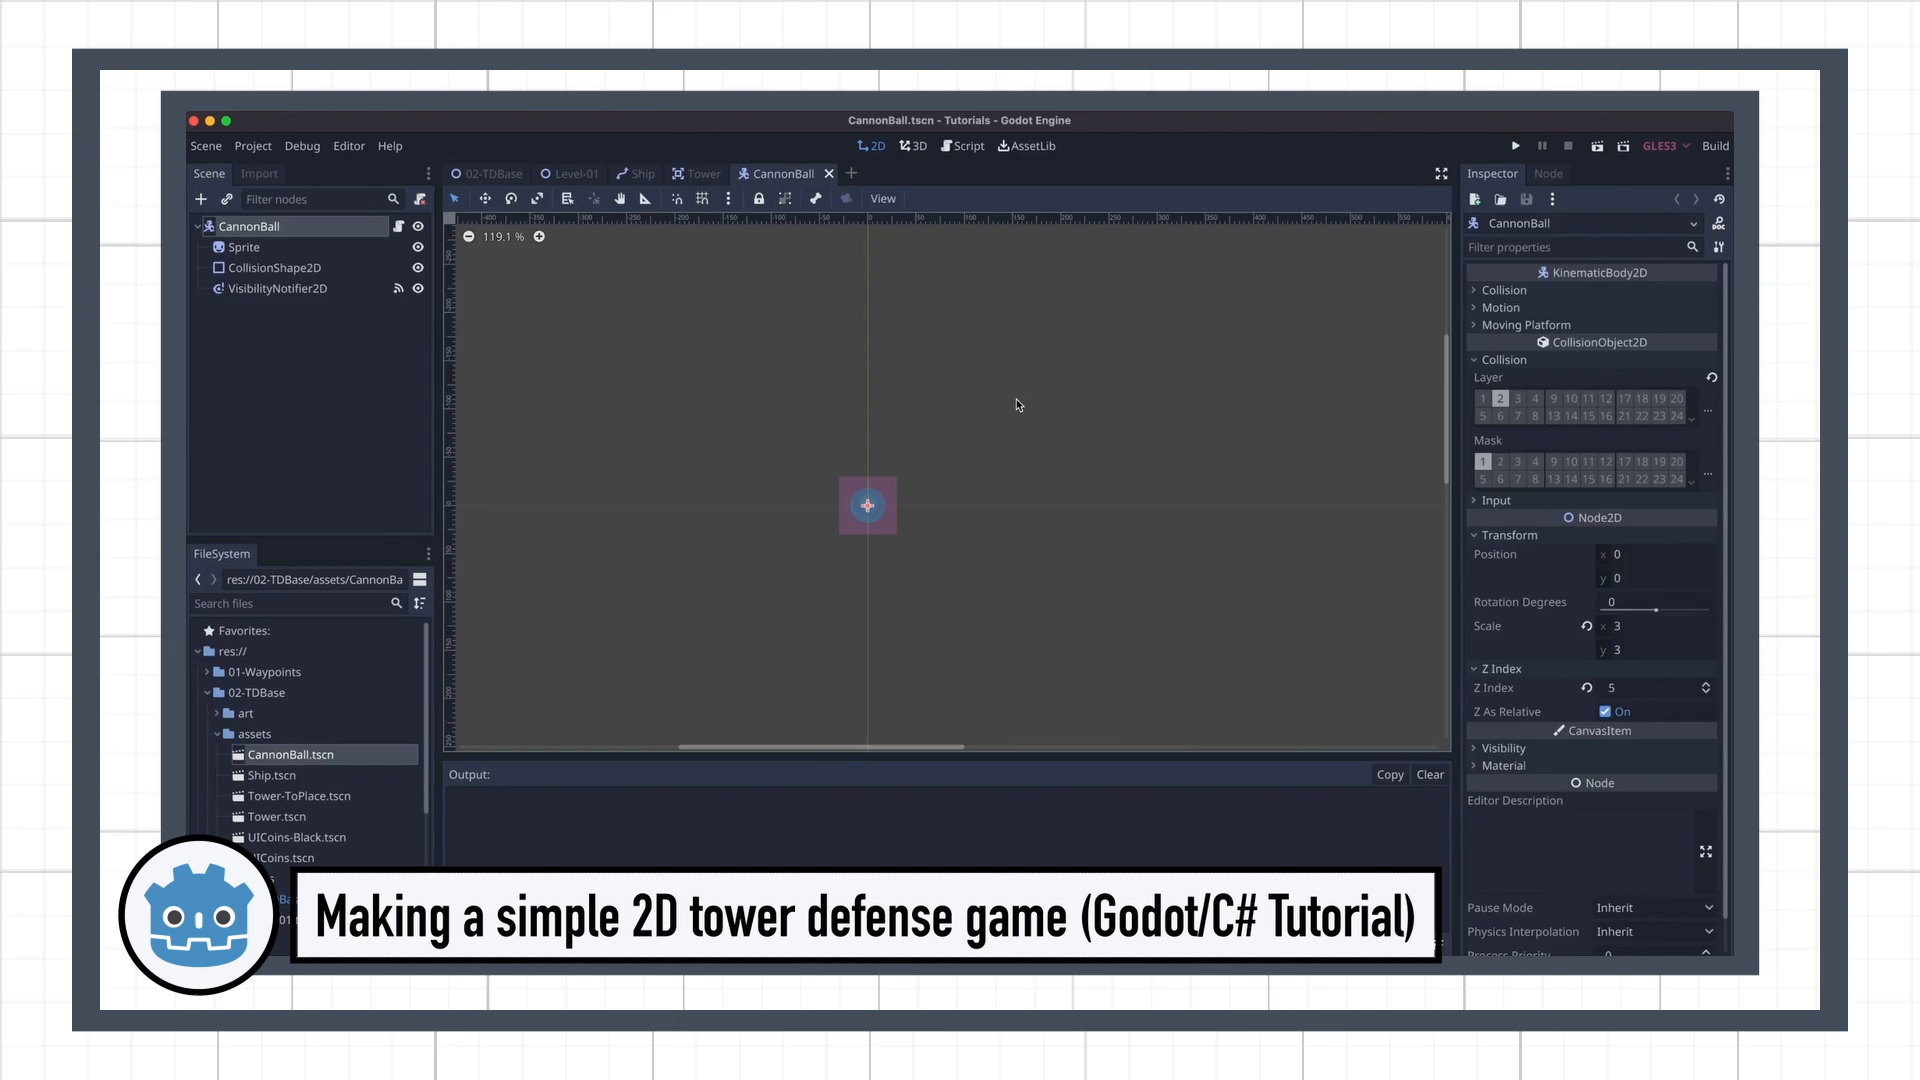 CannonBall.tscn - Tutorials - Godot Engine
Scene Project Debug Editor Help
2D 3D Script AssetLib
GLES3 Build
Scene Import
Filter nodes
CannonBall
Sprite
CollisionShape2D
VisibilityNotifier2D
02-TDBase Level-01 Ship Tower CannonBall
View
119.1 %
FileSystem
res://02-TDBase/assets/CannonBa
Search files
Favorites:
res://
01-Waypoints
02-TDBase
art
assets
CannonBall.tscn
Ship.tscn
Tower-ToPlace.tscn
Tower.tscn
UICoins-Black.tscn
UICoins.tscn
Output:
Copy Clear
Inspector Node
CannonBall
Filter properties
KinematicBody2D
Collision
Motion
Moving Platform
CollisionObject2D
Collision
Layer
1 2 3 4 9 10 11 12 17 18 19 20
5 6 7 8 13 14 15 16 21 22 23 24
Mask
1 2 3 4 9 10 11 12 17 18 19 20
5 6 7 8 13 14 15 16 21 22 23 24
Input
Node2D
Transform
Position x 0
y 0
Rotation Degrees 0
Scale x 3
y 3
Z Index
Z Index 5
Z As Relative On
CanvasItem
Visibility
Material
Node
Editor Description
Pause Mode Inherit
Physics Interpolation Inherit
Process Priority 0
Making a simple 2D tower defense game (Godot/C# Tutorial)